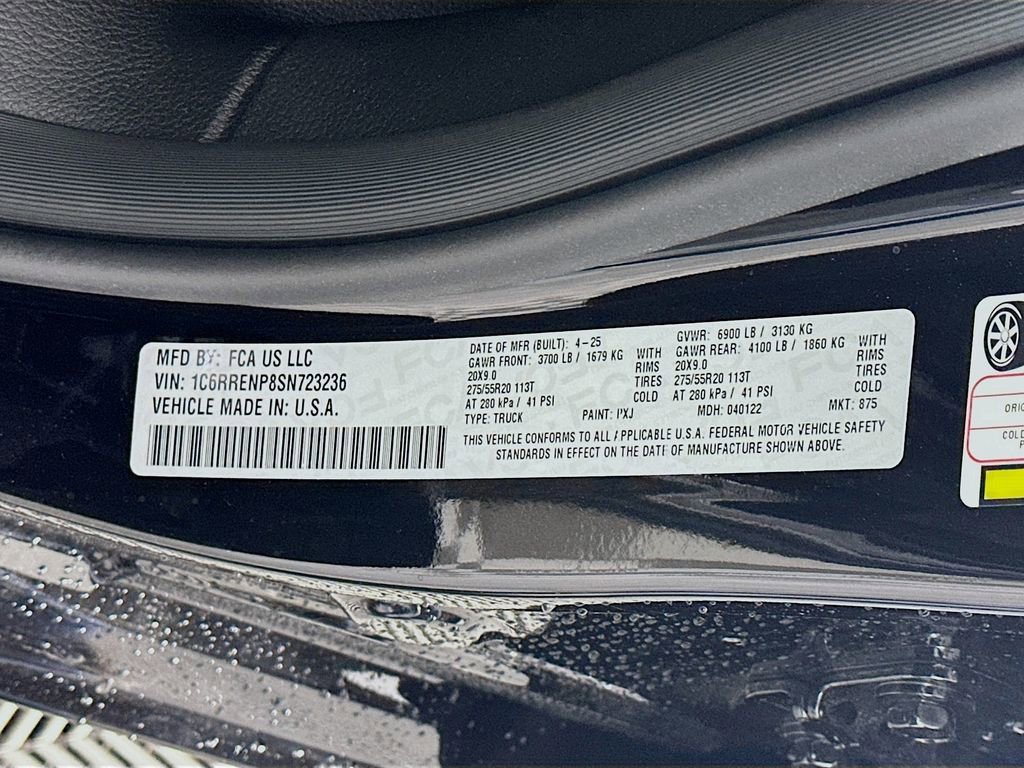 MFD BY: FCA US LLC
VIN: 1C6RRENP8SN723236
VEHICLE MADE IN: U.S.A.
DATE OF MFR (BUILT): 4-25
GAWR FRONT: 3700 LB / 1679 KG WITH
20X9.0 RIMS
275/55R20 113T TIRES
AT 280 kPa / 41 PSI COLD
TYPE: TRUCK PAINT: PXJ
GVWR: 6900 LB / 3130 KG
GAWR REAR: 4100 LB / 1860 KG WITH
20X9.0 RIMS
275/55R20 113T TIRES
AT 280 kPa / 41 PSI COLD
MDH: 040122 MKT: 875
THIS VEHICLE CONFORMS TO ALL APPLICABLE U.S.A. FEDERAL MOTOR VEHICLE SAFETY
STANDARDS IN EFFECT ON THE DATE OF MANUFACTURE SHOWN ABOVE.
ORIG
COLD